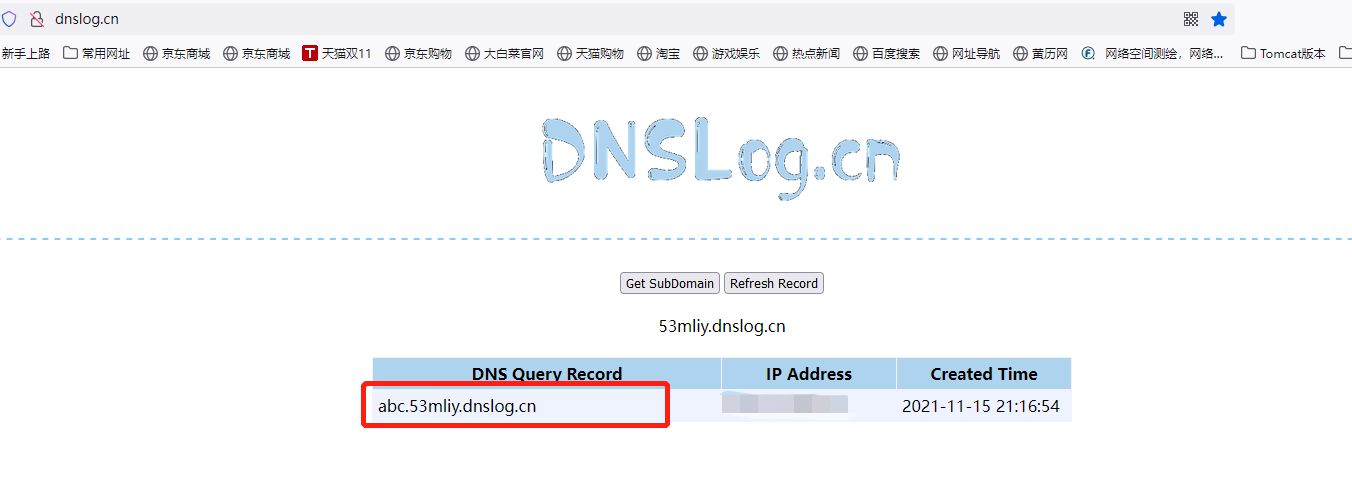 dnslog.cn
新手上路 常用网址 京东商城 京东商城 T 天猫双11 京东购物 大白菜官网 天猫购物 淘宝 游戏娱乐 热点新闻 百度搜索 网址导航 黄历网 网络空间测绘，网络... Tomcat版本
DNSLog.cn
Get SubDomain Refresh Record
53mliy.dnslog.cn
DNS Query Record IP Address Created Time
abc.53mliy.dnslog.cn 2021-11-15 21:16:54